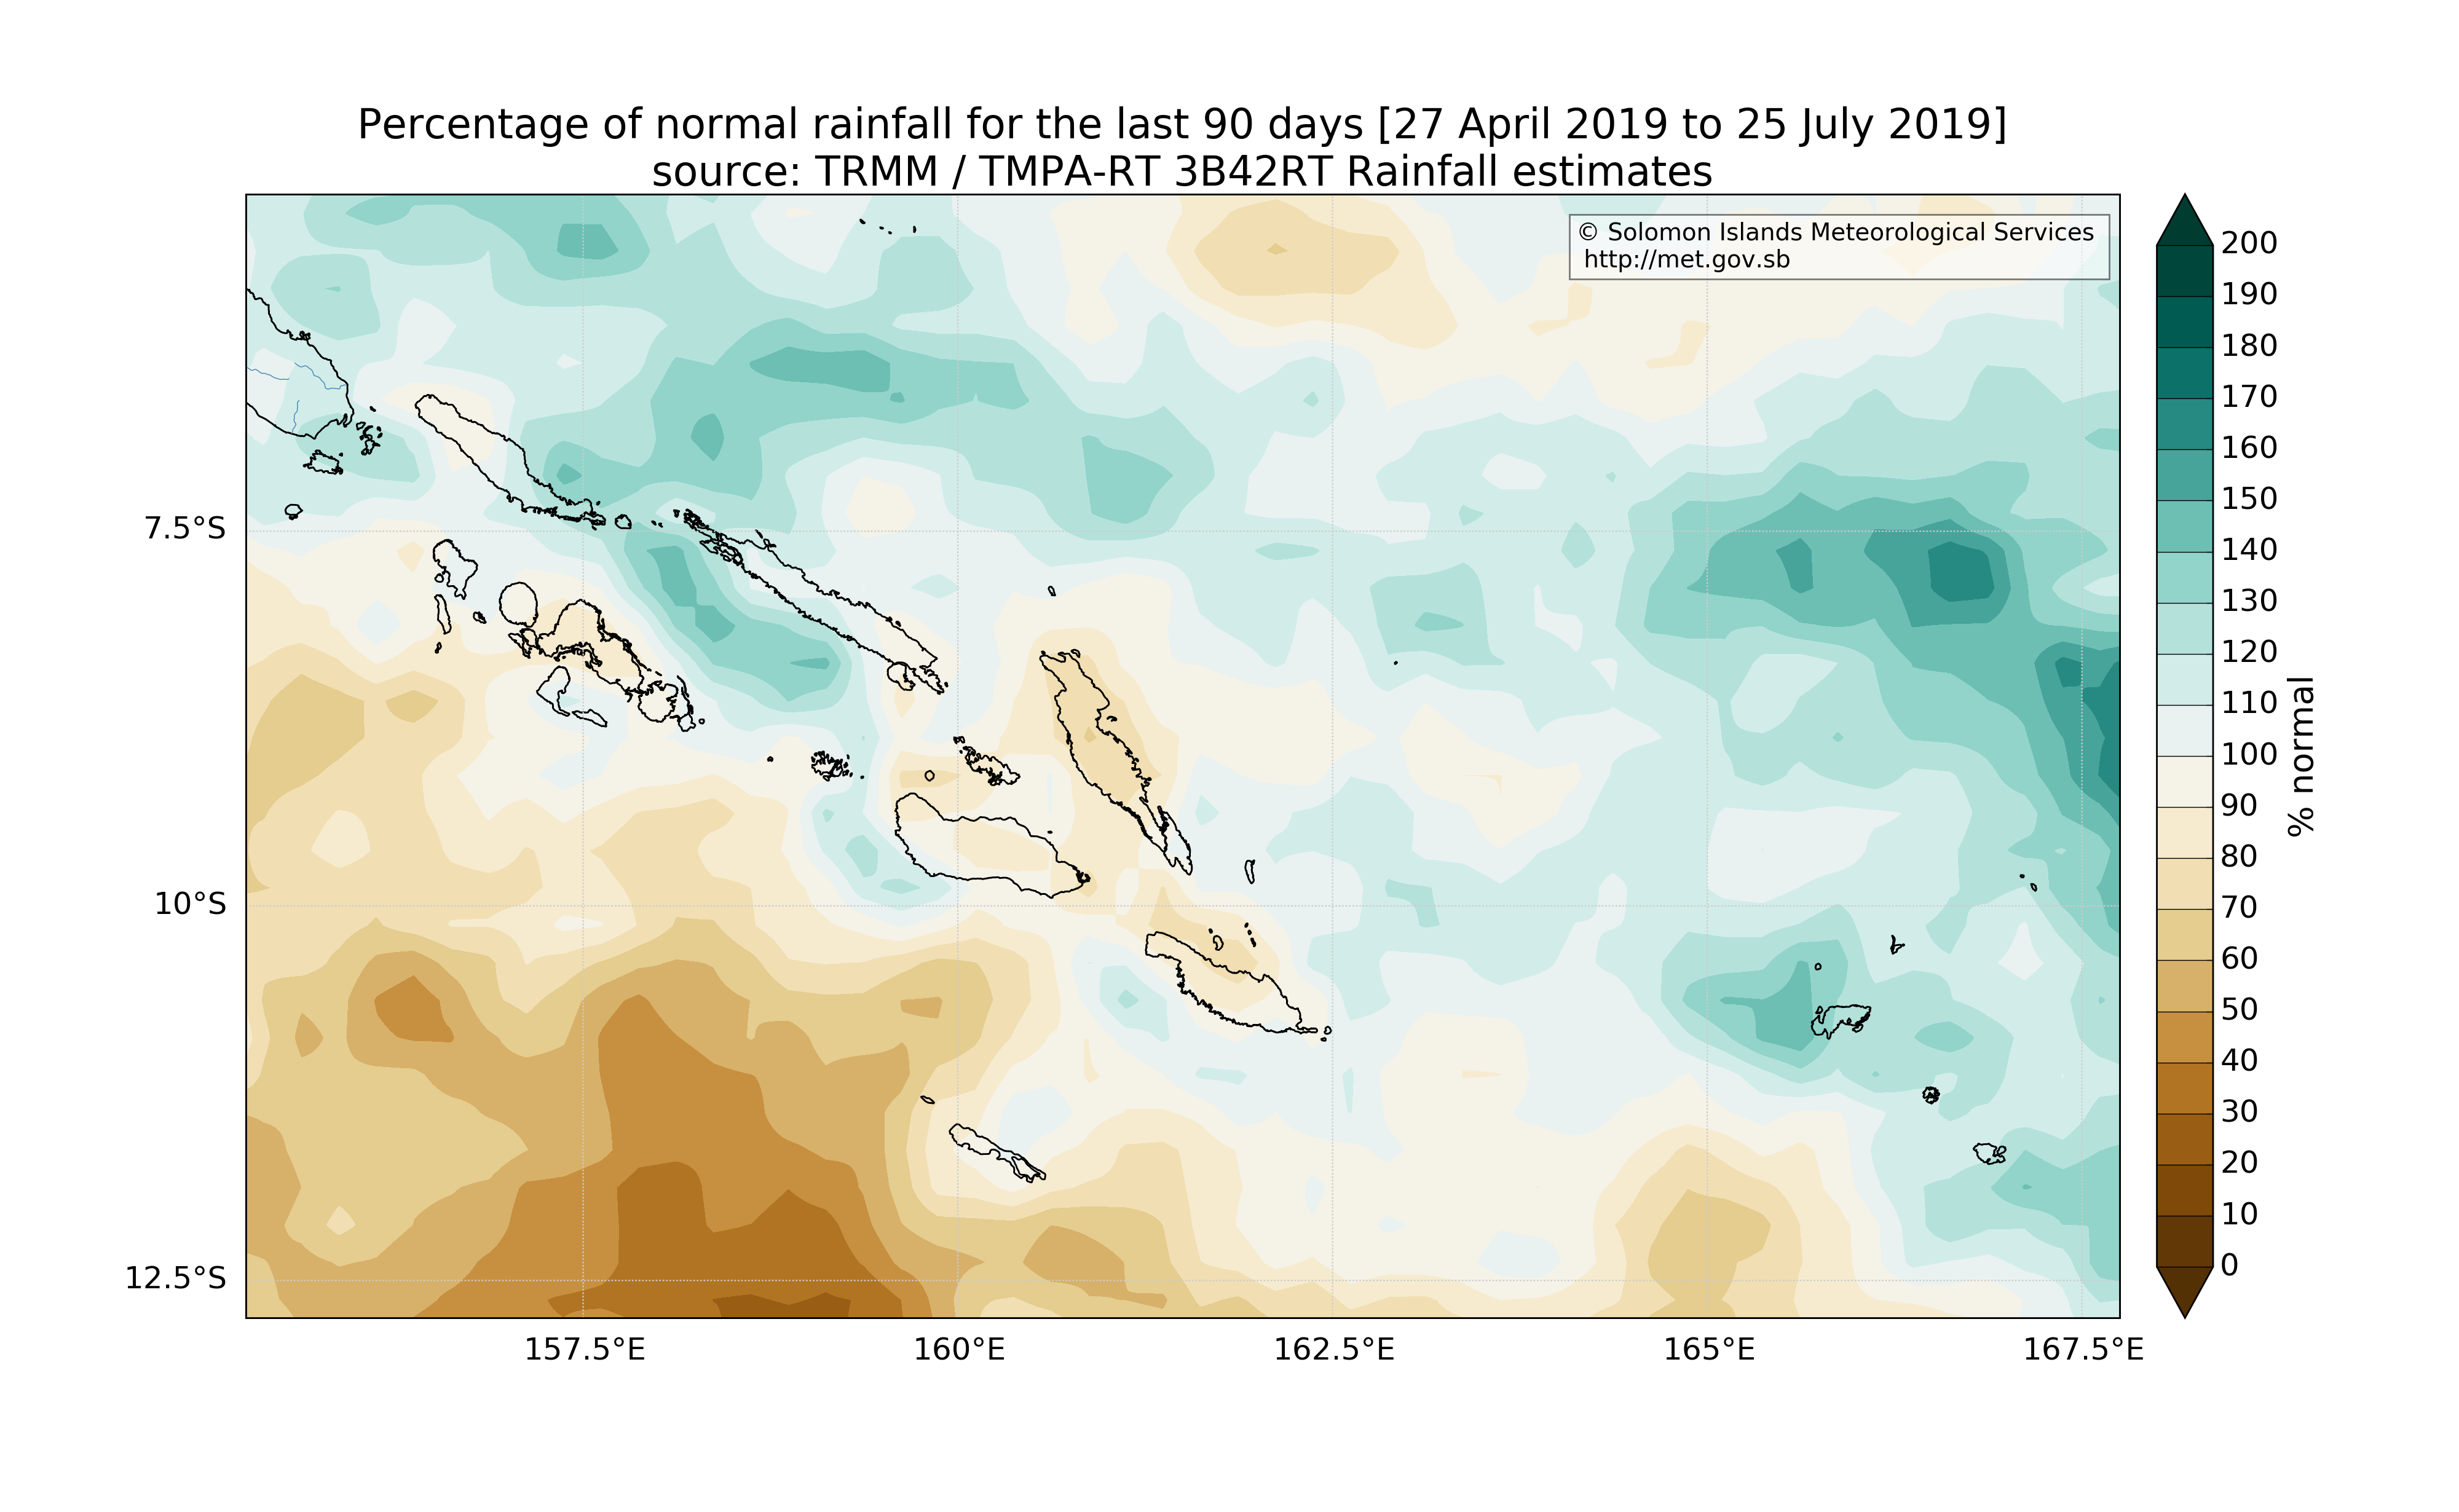 Percentage of normal rainfall for the last 90 days [27 April 2019 to 25 July 2019]
source: TRMM / TMPA-RT 3B42RT Rainfall estimates
© Solomon Islands Meteorological Services
http://met.gov.sb
7.5°S
10°S
12.5°S
157.5°E
160°E
162.5°E
165°E
167.5°E
200
190
180
170
160
150
140
130
120
110
100
90
80
70
60
50
40
30
20
10
0
% normal